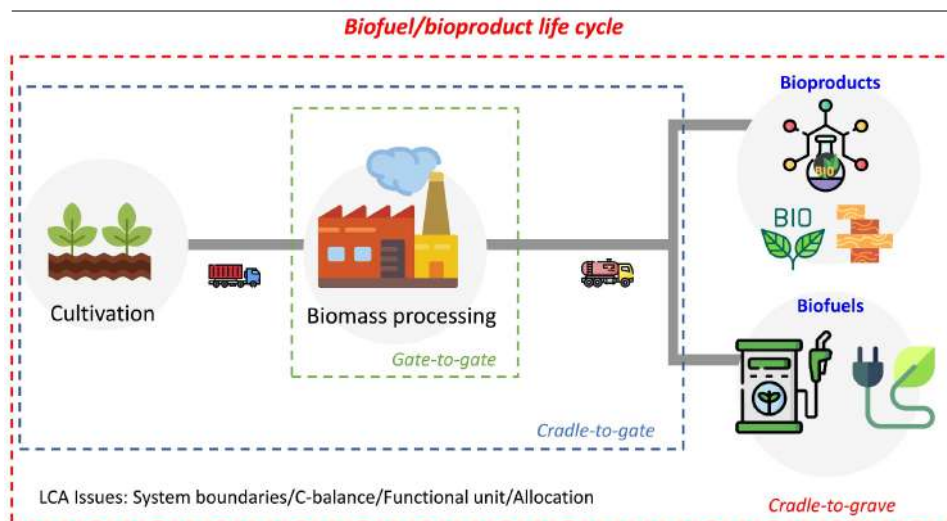 Biofuel/bioproduct life cycle
Bioproducts
BIO
BIO
Cultivation
Biomass processing
Biofuels
Gate-to-gate
Cradle-to-gate
LCA Issues: System boundaries/C-balance/Functional unit/Allocation
Cradle-to-grave